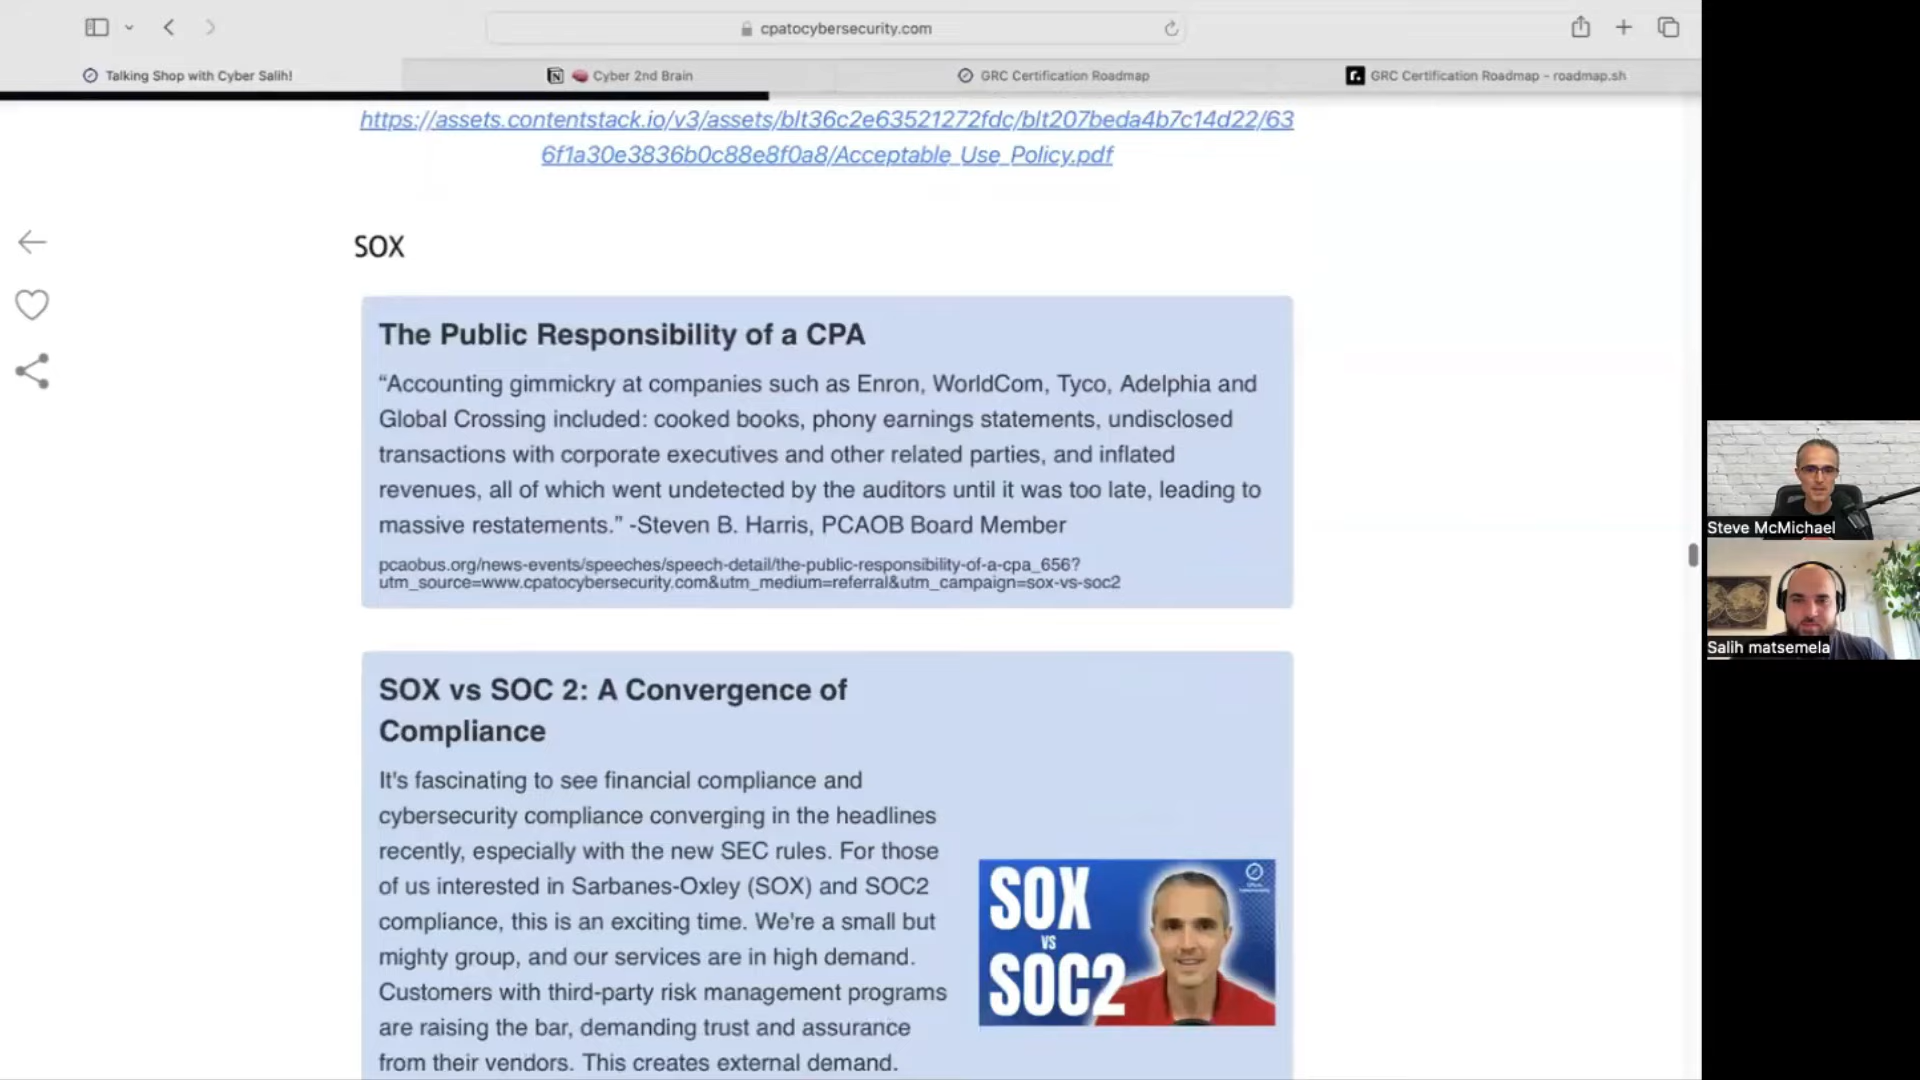 cpatocybersecurity.com
Talking Shop with Cyber Salih!
Cyber 2nd Brain
GRC Certification Roadmap
GRC Certification Roadmap - roadmap.sh
https://assets.contentstack.io/v3/assets/blt36c2e63521272fdc/blt207beda4b7c14d22/63
6f1a30e3836b0c88e8f0a8/Acceptable_Use_Policy.pdf
SOX
The Public Responsibility of a CPA
“Accounting gimmickry at companies such as Enron, WorldCom, Tyco, Adelphia and
Global Crossing included: cooked books, phony earnings statements, undisclosed
transactions with corporate executives and other related parties, and inflated
revenues, all of which went undetected by the auditors until it was too late, leading to
massive restatements.” -Steven B. Harris, PCAOB Board Member
pcaobus.org/news-events/speeches/speech-detail/the-public-responsibility-of-a-cpa_656?
utm_source=www.cpatocybersecurity.com&utm_medium=referral&utm_campaign=sox-vs-soc2
Steve McMichael
Salih matsemela
SOX vs SOC 2: A Convergence of
Compliance
It's fascinating to see financial compliance and
cybersecurity compliance converging in the headlines
recently, especially with the new SEC rules. For those
of us interested in Sarbanes-Oxley (SOX) and SOC2
compliance, this is an exciting time. We're a small but
mighty group, and our services are in high demand.
Customers with third-party risk management programs
are raising the bar, demanding trust and assurance
from their vendors. This creates external demand.
SOX
VS
SOC2